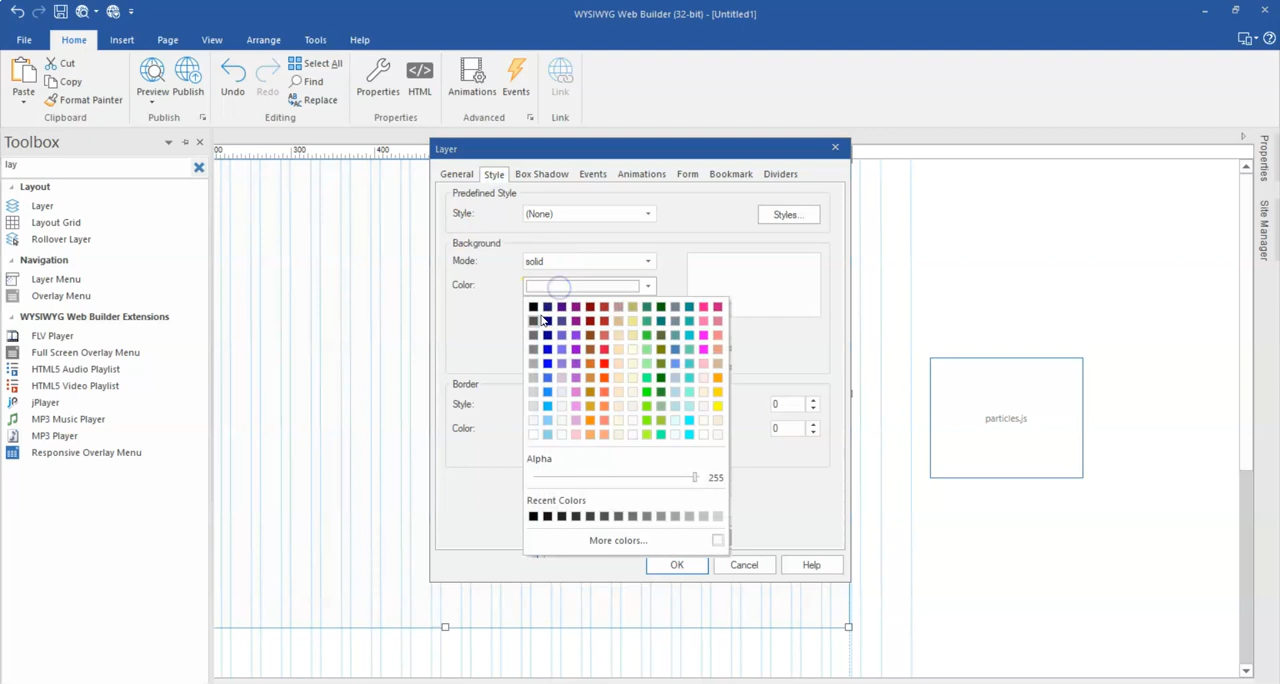 WYSIWYG Web Builder (32-bit) - [Untitled1]
File Home Insert Page View Arrange Tools Help
Paste Cut Copy Format Painter Preview Publish Undo Redo Select All Find Replace Properties HTML Animations Events Link
Clipboard Publish Editing Properties Advanced Link
Toolbox
lay
Layout
Layer
Layout Grid
Rollover Layer
Navigation
Layer Menu
Overlay Menu
WYSIWYG Web Builder Extensions
FLV Player
Full Screen Overlay Menu
HTML5 Audio Playlist
HTML5 Video Playlist
jPlayer
MP3 Music Player
MP3 Player
Responsive Overlay Menu
00 300 400
Layer
General Style Box Shadow Events Animations Form Bookmark Dividers
Predefined Style
Style: (None) Styles...
Background
Mode: solid
Color:
Border
Style: 0
Color: 0
Alpha
255
Recent Colors
More colors...
OK Cancel Help
particles.js
Properties
Site Manager